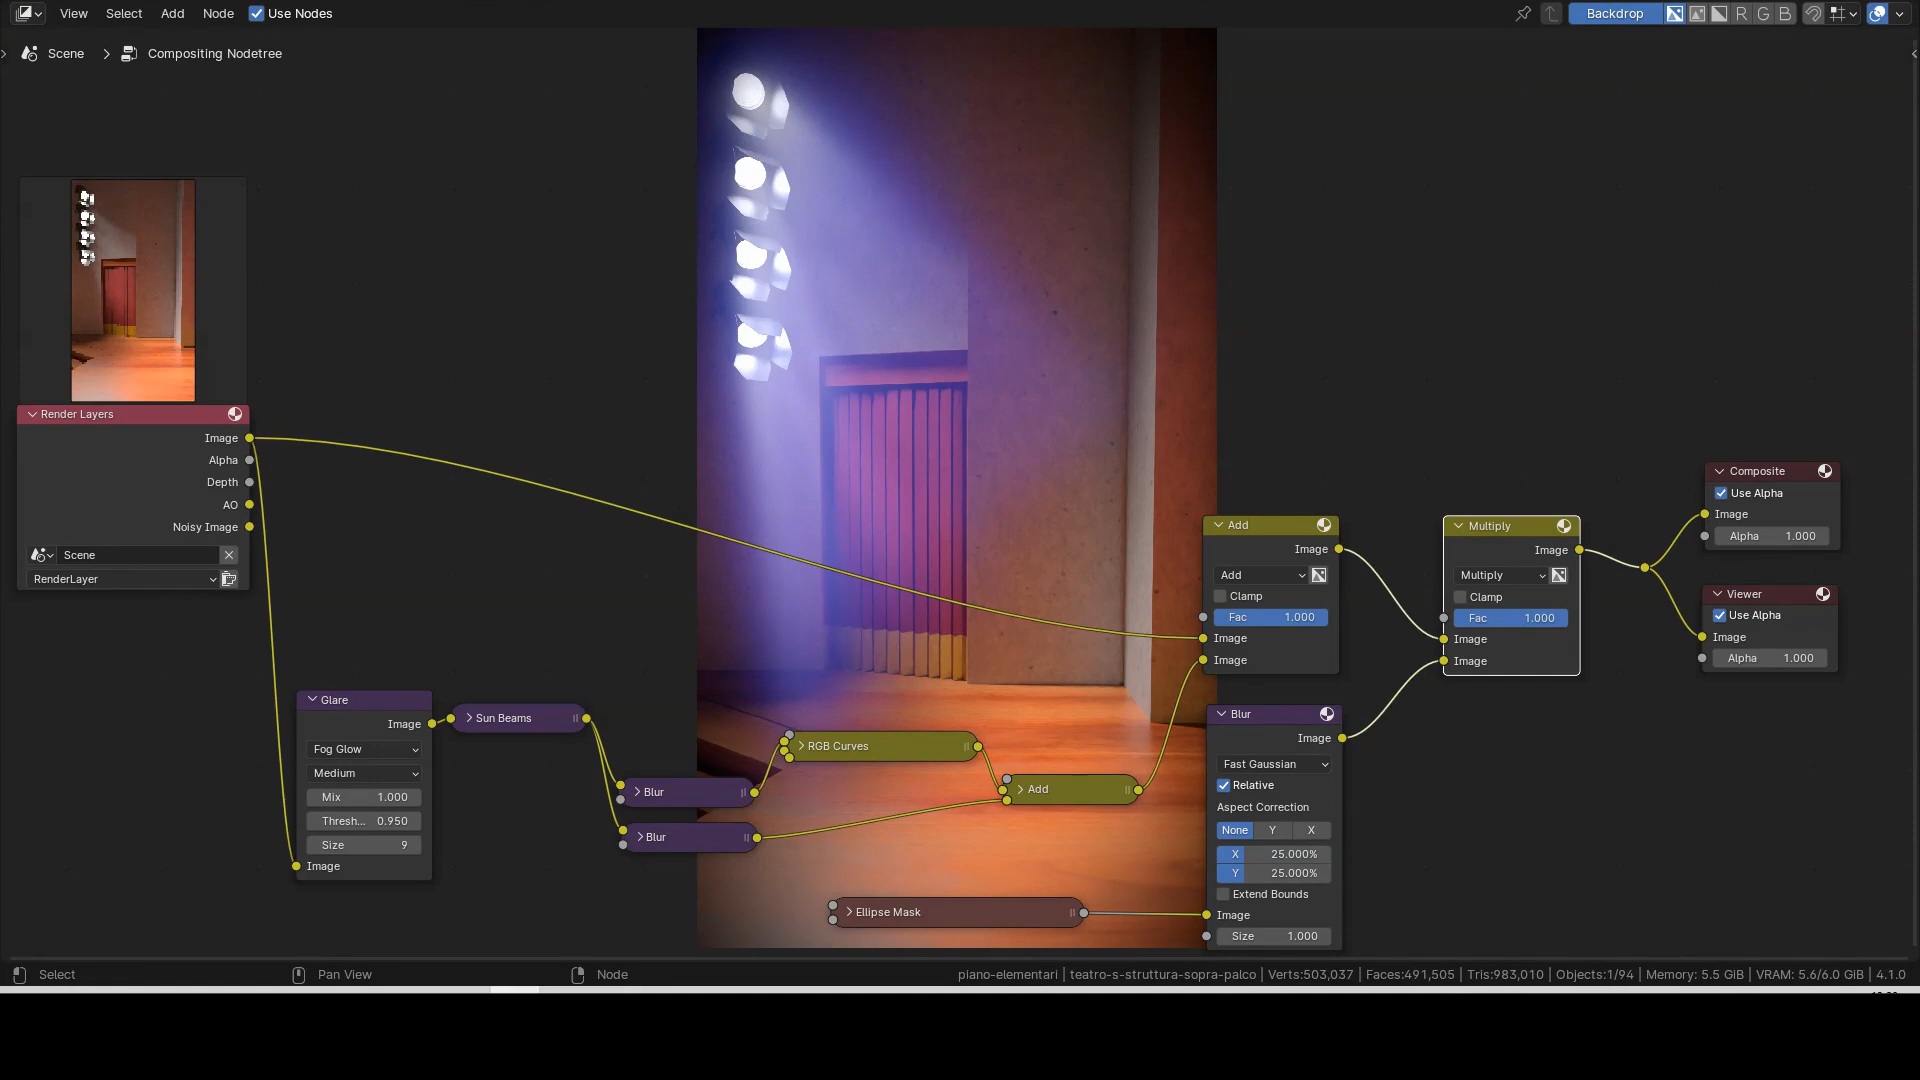 View Select Add Node Use Nodes Backdrop R G B
Scene Compositing Nodetree
Render Layers
Image
Alpha
Depth
AO
Noisy Image
Scene
RenderLayer
Glare
Image
Fog Glow
Medium
Mix 1.000
Thresh... 0.950
Size 9
Image
Sun Beams
Blur
Blur
RGB Curves
Add
Ellipse Mask
Add
Image
Add
Clamp
Fac 1.000
Image
Image
Blur
Image
Fast Gaussian
Relative
Aspect Correction
None Y X
X 25.000%
Y 25.000%
Extend Bounds
Image
Size 1.000
Multiply
Image
Multiply
Clamp
Fac 1.000
Image
Image
Composite
Use Alpha
Image
Alpha 1.000
Viewer
Use Alpha
Image
Alpha 1.000
Select Pan View Node piano-elementari | teatro-s-struttura-sopra-palco | Verts:503,037 | Faces:491,505 | Tris:983,010 | Objects:1/94 | Memory: 5.5 GiB | VRAM: 5.6/6.0 GiB | 4.1.0